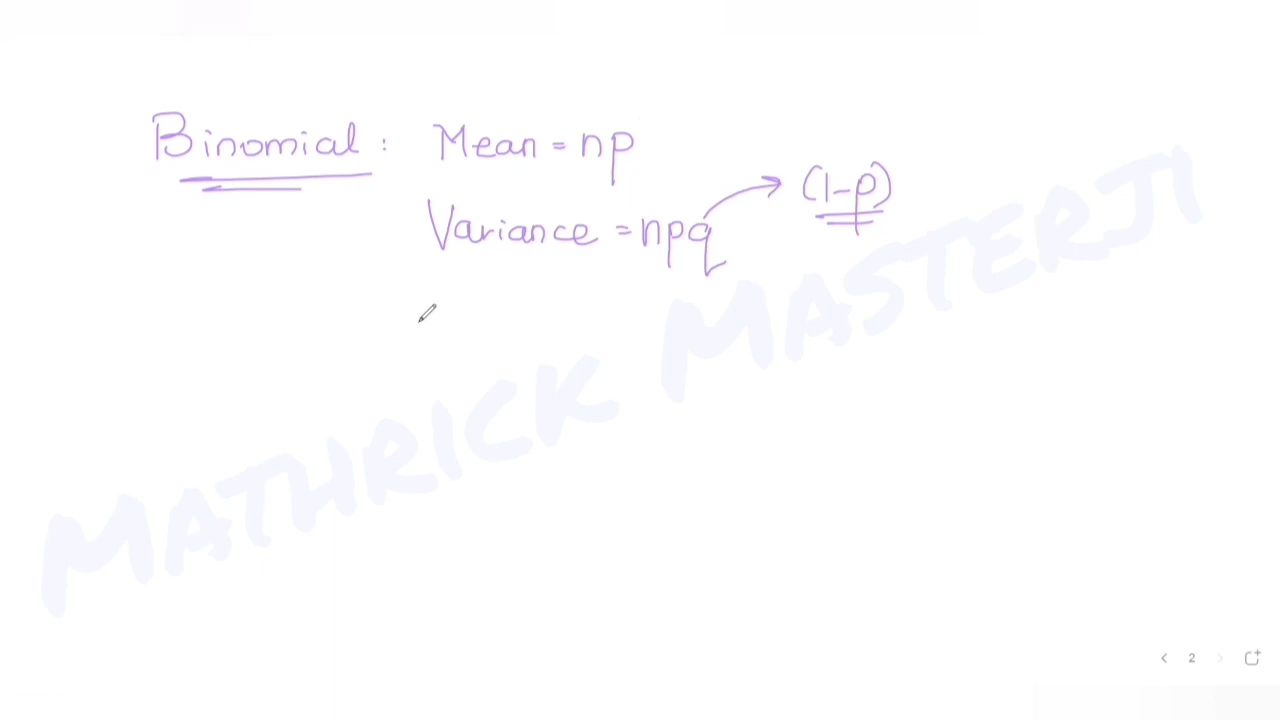 Binomial : Mean = np
(1-p)
Variance = npq
MATHRICK MASTERJI
2